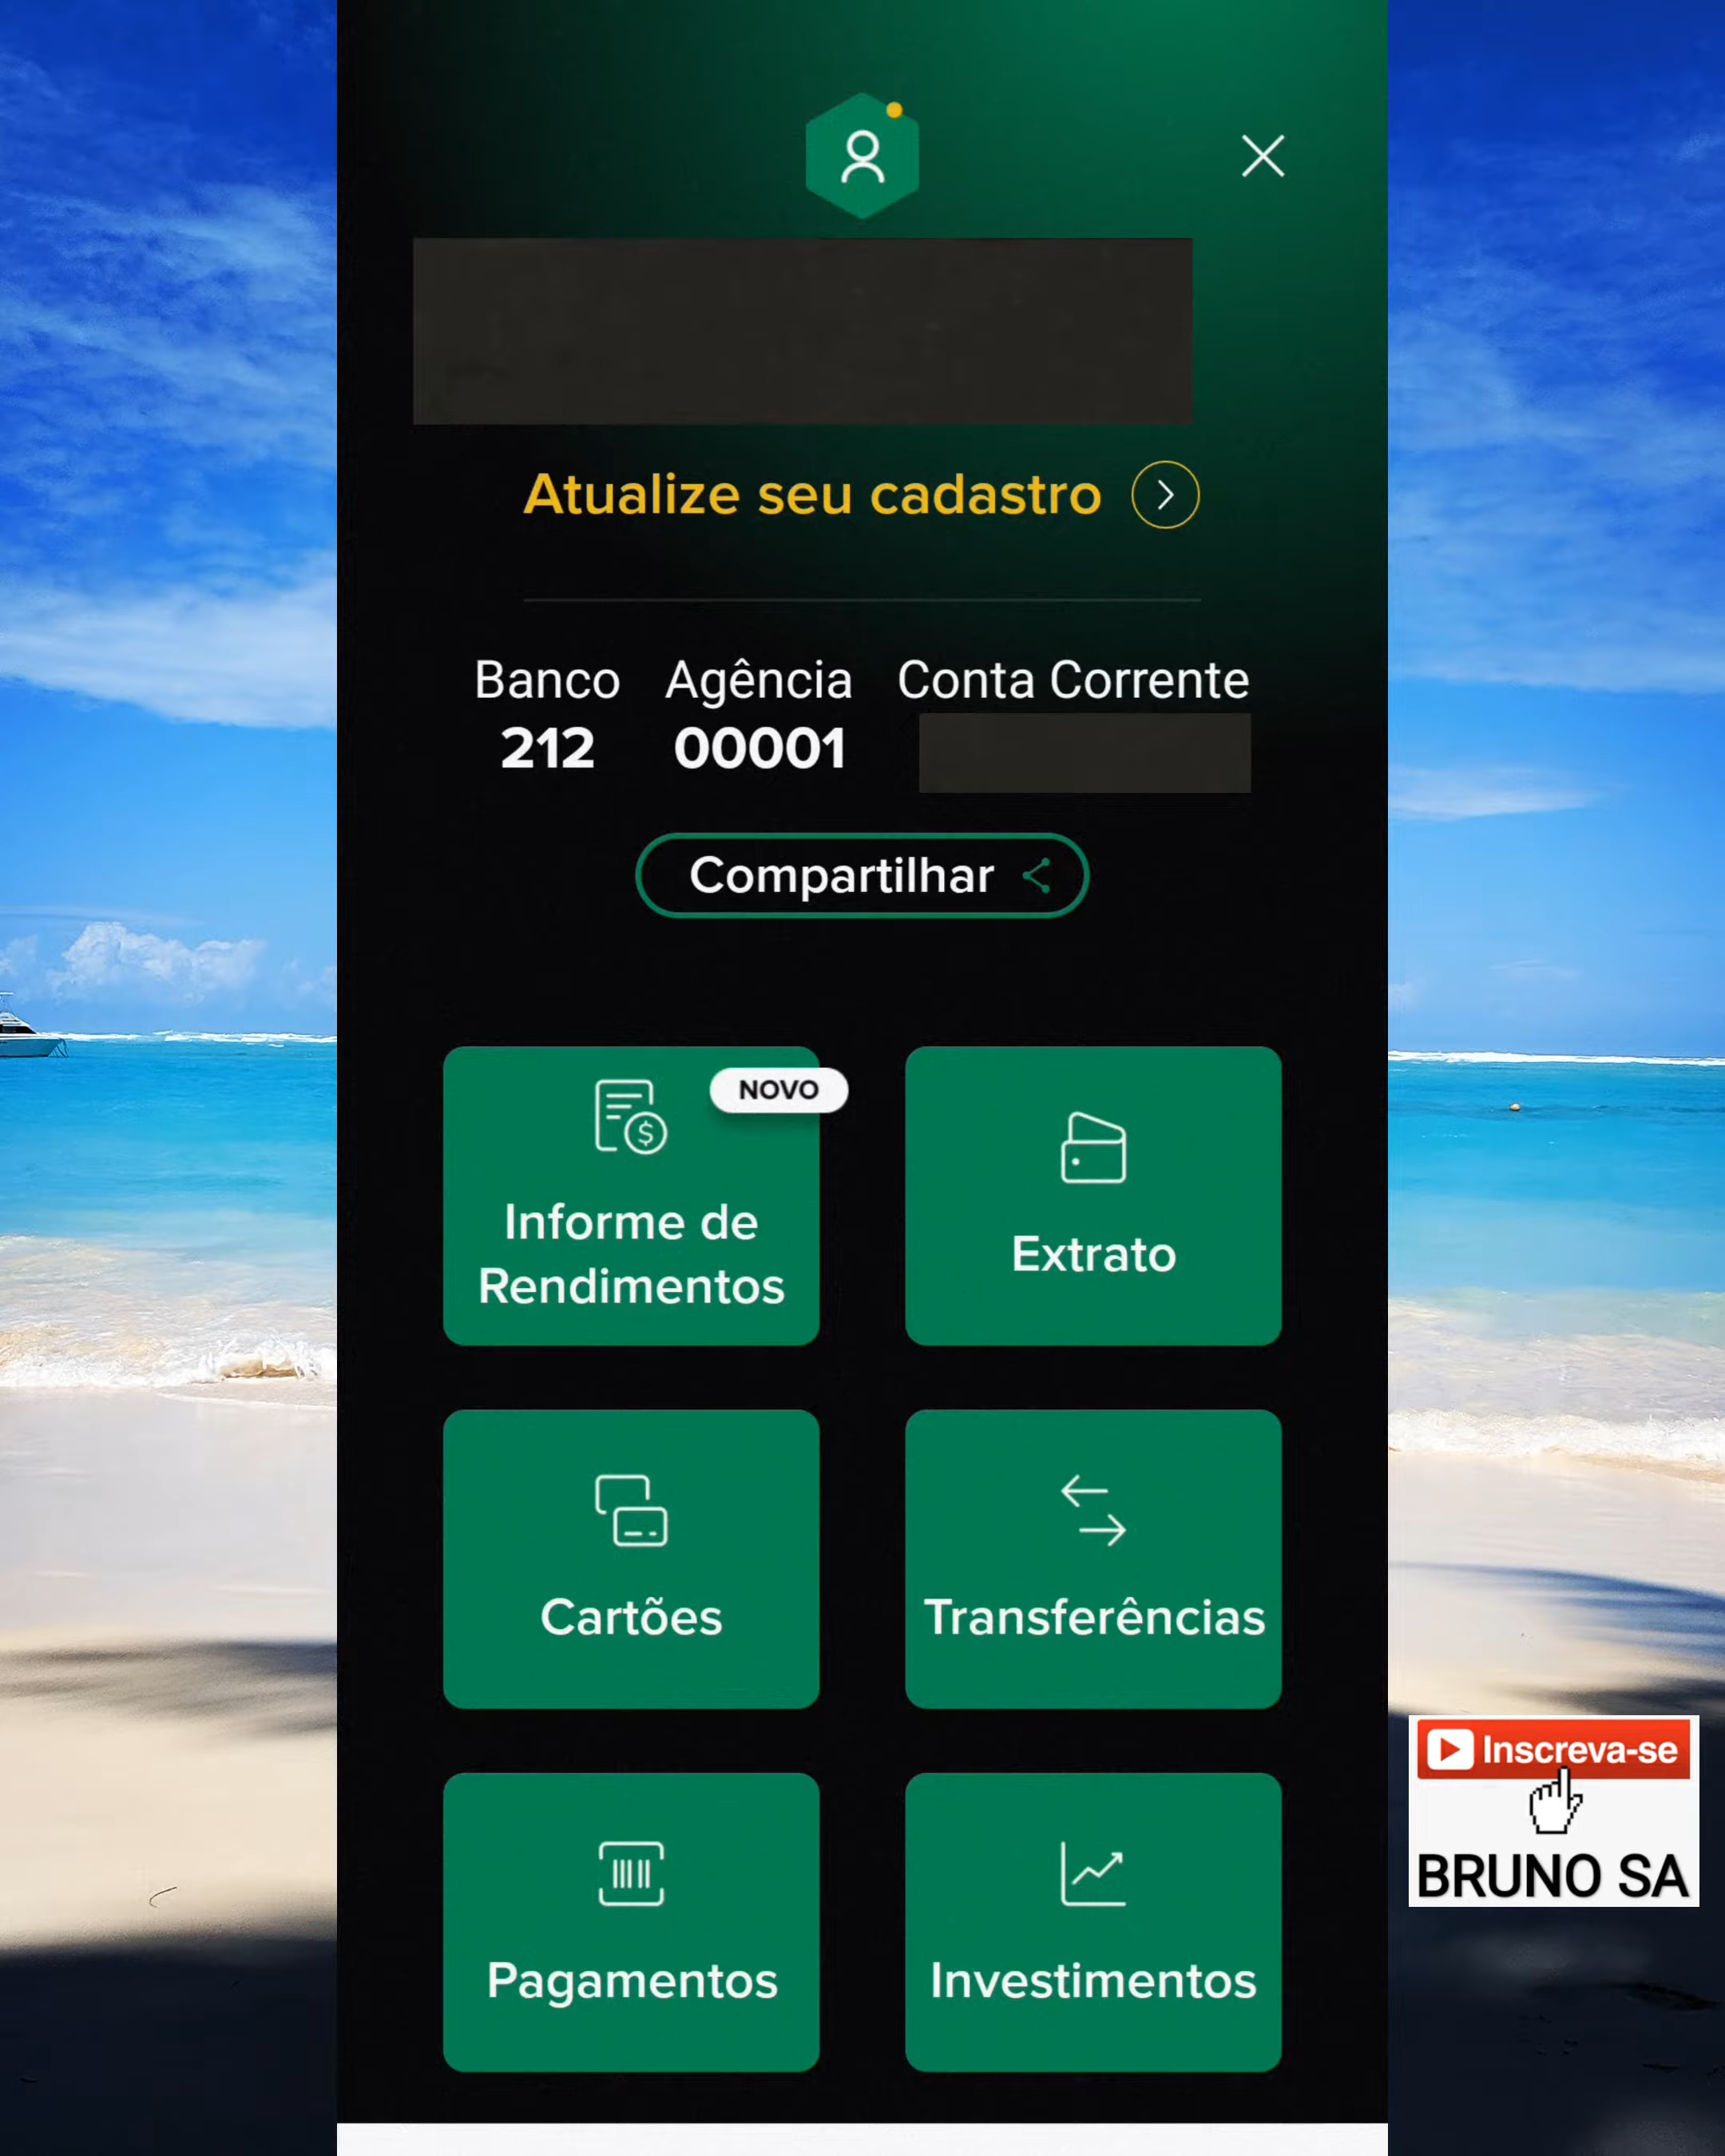 Atualize seu cadastro
Banco Agência Conta Corrente
212 00001
Compartilhar
NOVO
Informe de
Rendimentos
Extrato
Cartões
Transferências
Pagamentos
Investimentos
Inscreva-se
BRUNO SA